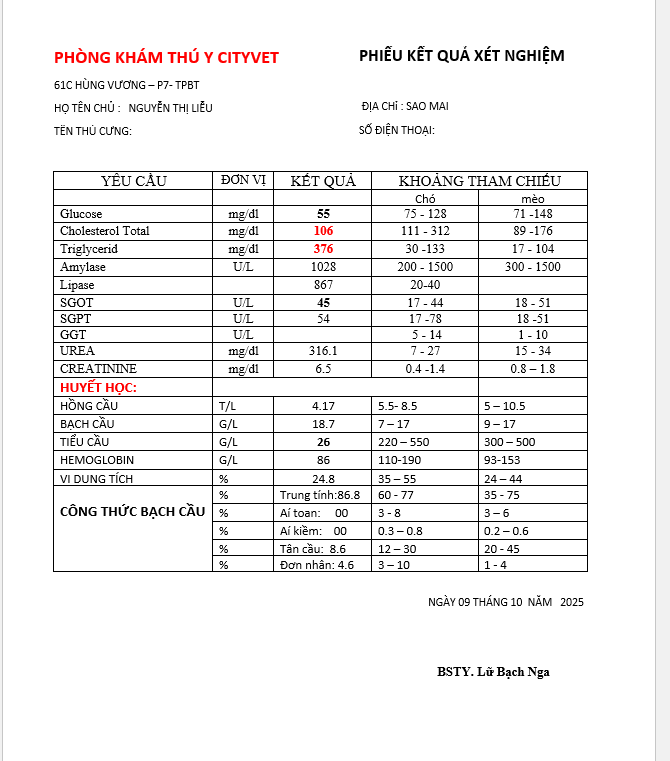 PHÒNG KHÁM THÚ Y CITYVET
PHIẾU KẾT QUẢ XÉT NGHIỆM
61C HÙNG VƯƠNG – P7- TPBT
HỌ TÊN CHỦ : NGUYỄN THỊ LIỄU ĐỊA CHỈ : SAO MAI
TÊN THÚ CƯNG: SỐ ĐIỆN THOẠI:
YÊU CẦU ĐƠN VỊ KẾT QUẢ KHOẢNG THAM CHIẾU
Chó mèo
Glucose mg/dl 55 75 - 128 71 -148
Cholesterol Total mg/dl 106 111 - 312 89 -176
Triglycerid mg/dl 376 30 -133 17 - 104
Amylase U/L 1028 200 - 1500 300 - 1500
Lipase 867 20-40
SGOT U/L 45 17 - 44 18 - 51
SGPT U/L 54 17 -78 18 -51
GGT U/L 5 - 14 1 - 10
UREA mg/dl 316.1 7 - 27 15 - 34
CREATININE mg/dl 6.5 0.4 -1.4 0.8 – 1.8
HUYẾT HỌC:
HỒNG CẦU T/L 4.17 5.5- 8.5 5 – 10.5
BẠCH CẦU G/L 18.7 7 – 17 9 – 17
TIỂU CẦU G/L 26 220 – 550 300 – 500
HEMOGLOBIN G/L 86 110-190 93-153
VI DUNG TÍCH % 24.8 35 – 55 24 – 44
CÔNG THỨC BẠCH CẦU % Trung tính:86.8 60 - 77 35 - 75
% Aí toan: 00 3 - 8 3 – 6
% Aí kiềm: 00 0.3 – 0.8 0.2 – 0.6
% Tân cầu: 8.6 12 – 30 20 - 45
% Đơn nhân: 4.6 3 – 10 1 - 4
NGÀY 09 THÁNG 10 NĂM 2025
BSTY. Lữ Bạch Nga